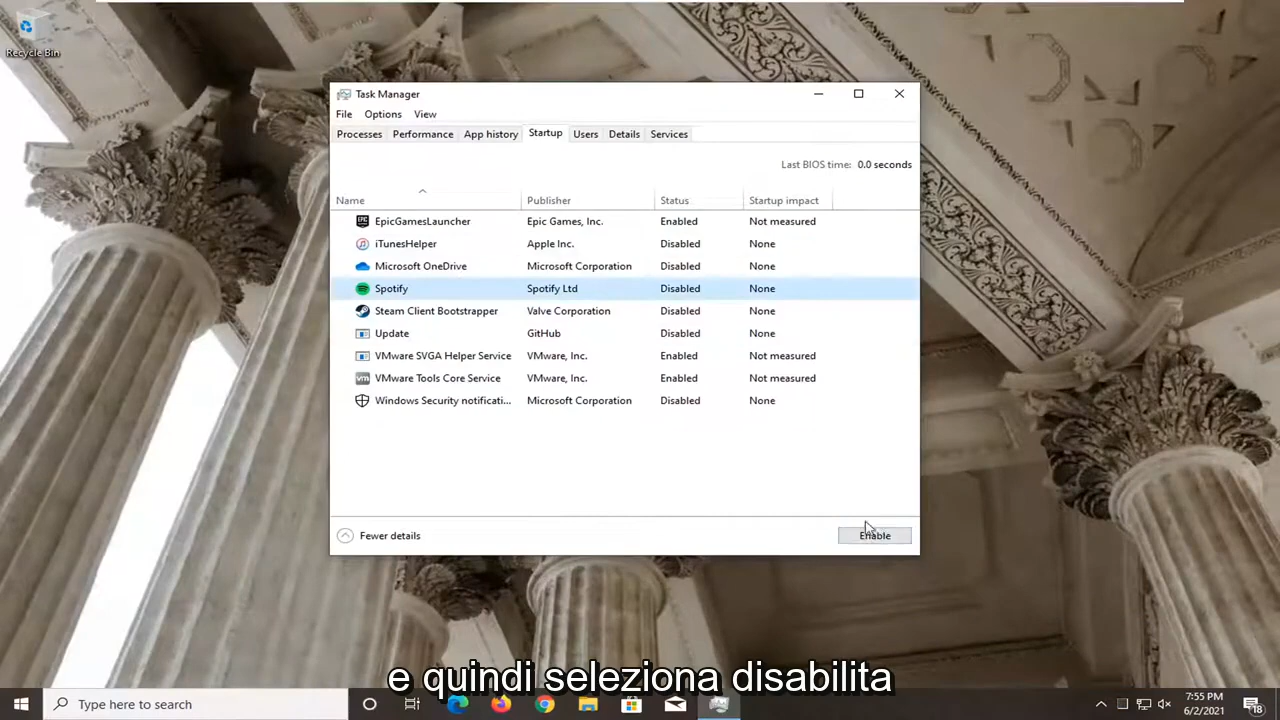 Recycle Bin
Task Manager
File Options View
Processes Performance App history Startup Users Details Services
Last BIOS time: 0.0 seconds
Name Publisher Status Startup impact
EpicGamesLauncher Epic Games, Inc. Enabled Not measured
iTunesHelper Apple Inc. Disabled None
Microsoft OneDrive Microsoft Corporation Disabled None
Spotify Spotify Ltd Disabled None
Steam Client Bootstrapper Valve Corporation Disabled None
Update GitHub Disabled None
VMware SVGA Helper Service VMware, Inc. Enabled Not measured
VMware Tools Core Service VMware, Inc. Enabled Not measured
Windows Security notificati... Microsoft Corporation Disabled None
Fewer details Enable
e quindi seleziona disabilita
Type here to search
7:55 PM
6/2/2021
18